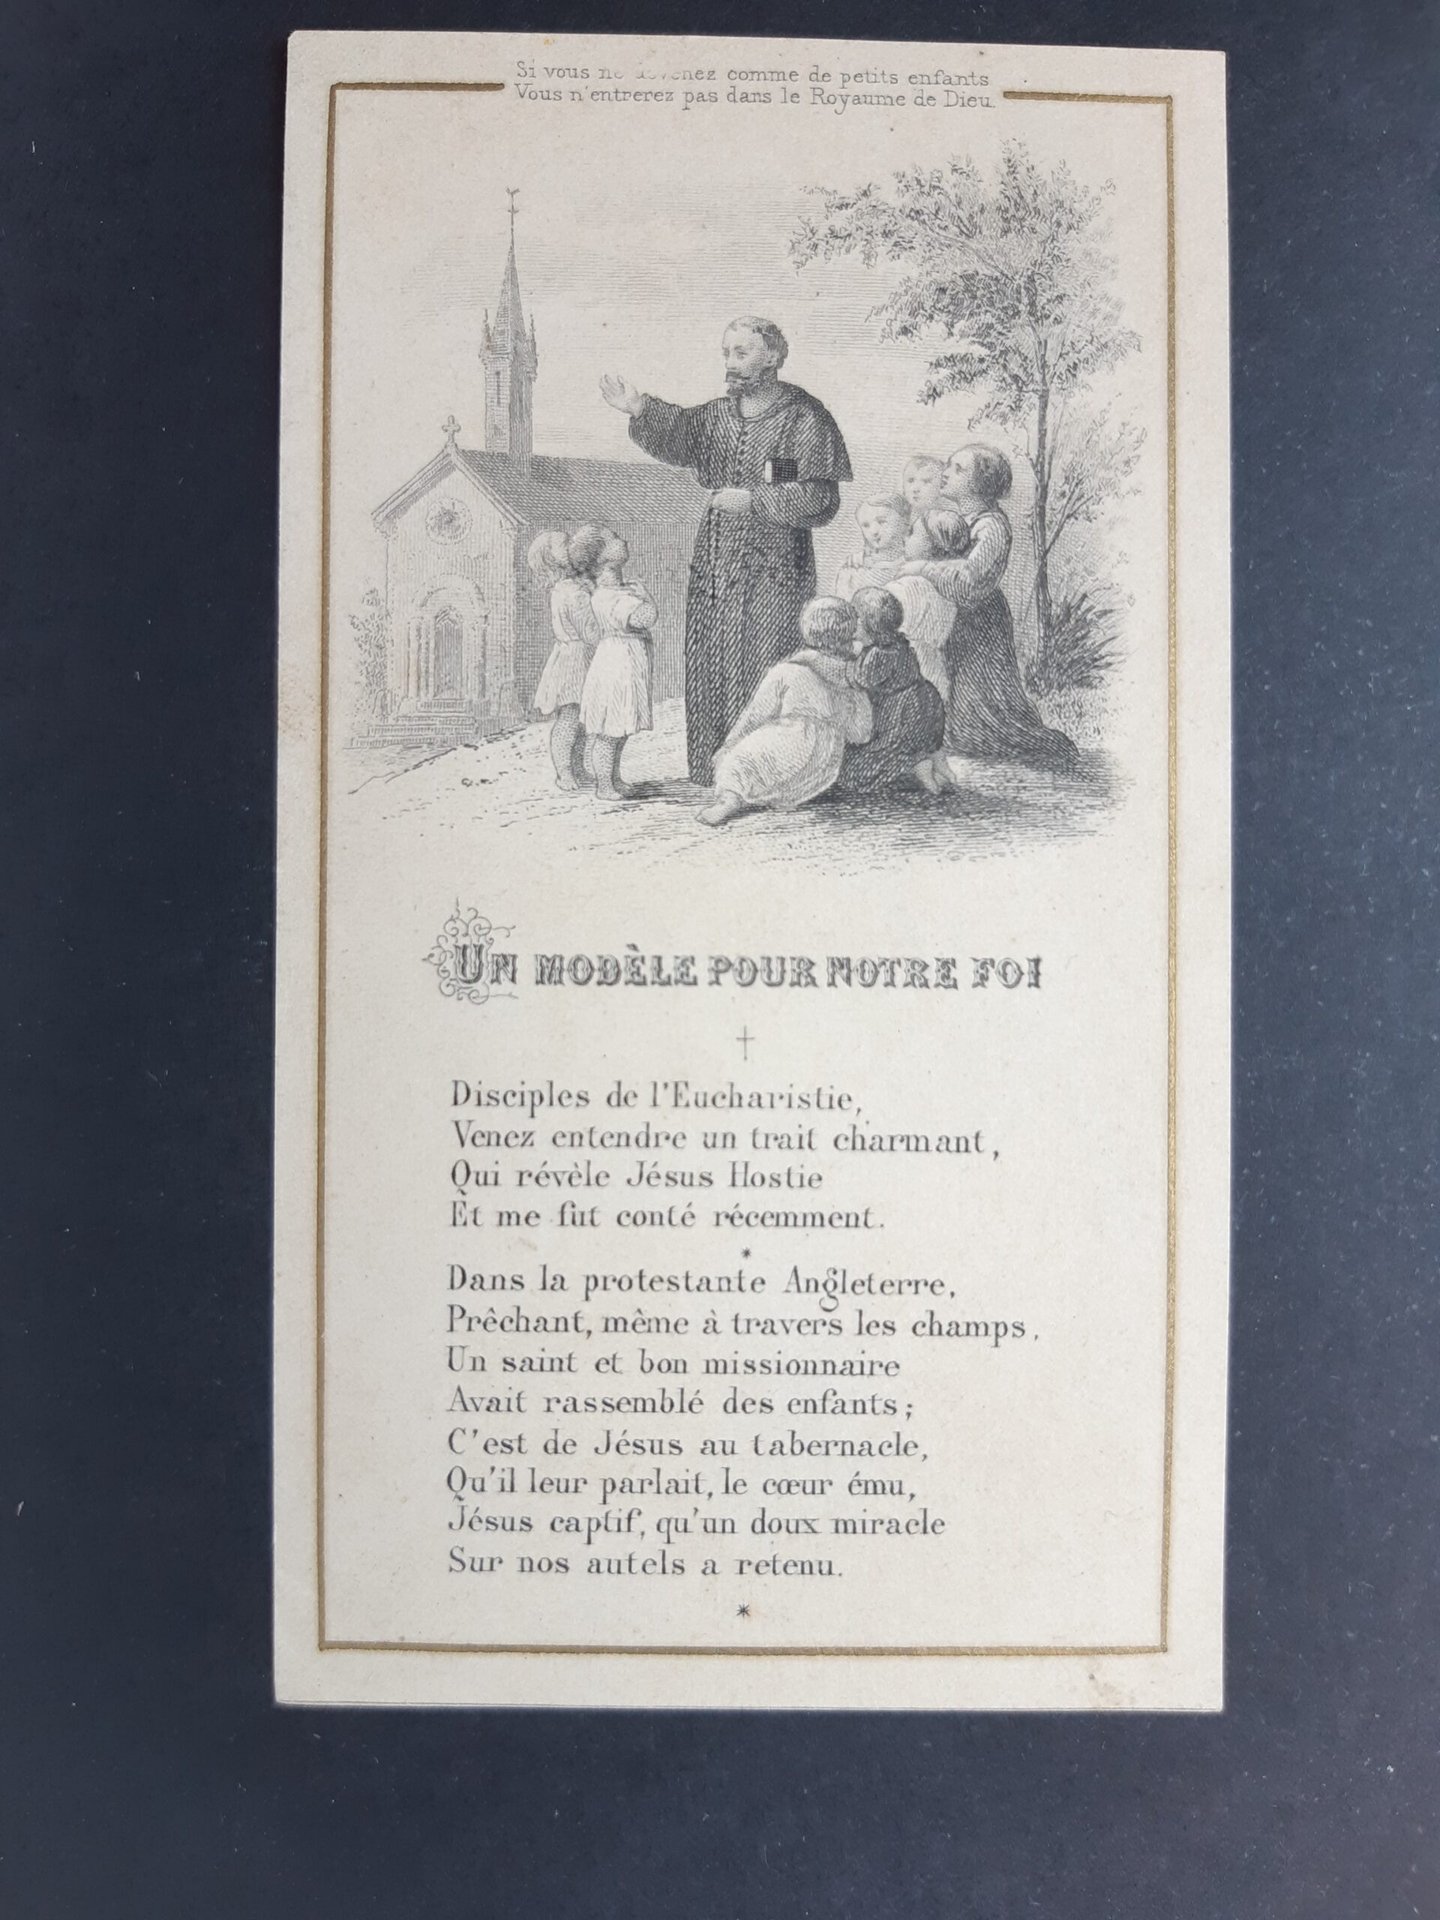 Si vous ne devenez comme de petits enfants
Vous n'entrerez pas dans le Royaume de Dieu.
UN MODÈLE POUR NOTRE FOI
Disciples de l'Eucharistie,
Venez entendre un trait charmant,
Qui révèle Jésus Hostie
Et me fut conté récemment.
*
Dans la protestante Angleterre,
Prêchant, même à travers les champs,
Un saint et bon missionnaire
Avait rassemblé des enfants;
C'est de Jésus au tabernacle,
Qu'il leur parlait, le cœur ému,
Jésus captif, qu'un doux miracle
Sur nos autels a retenu.
*